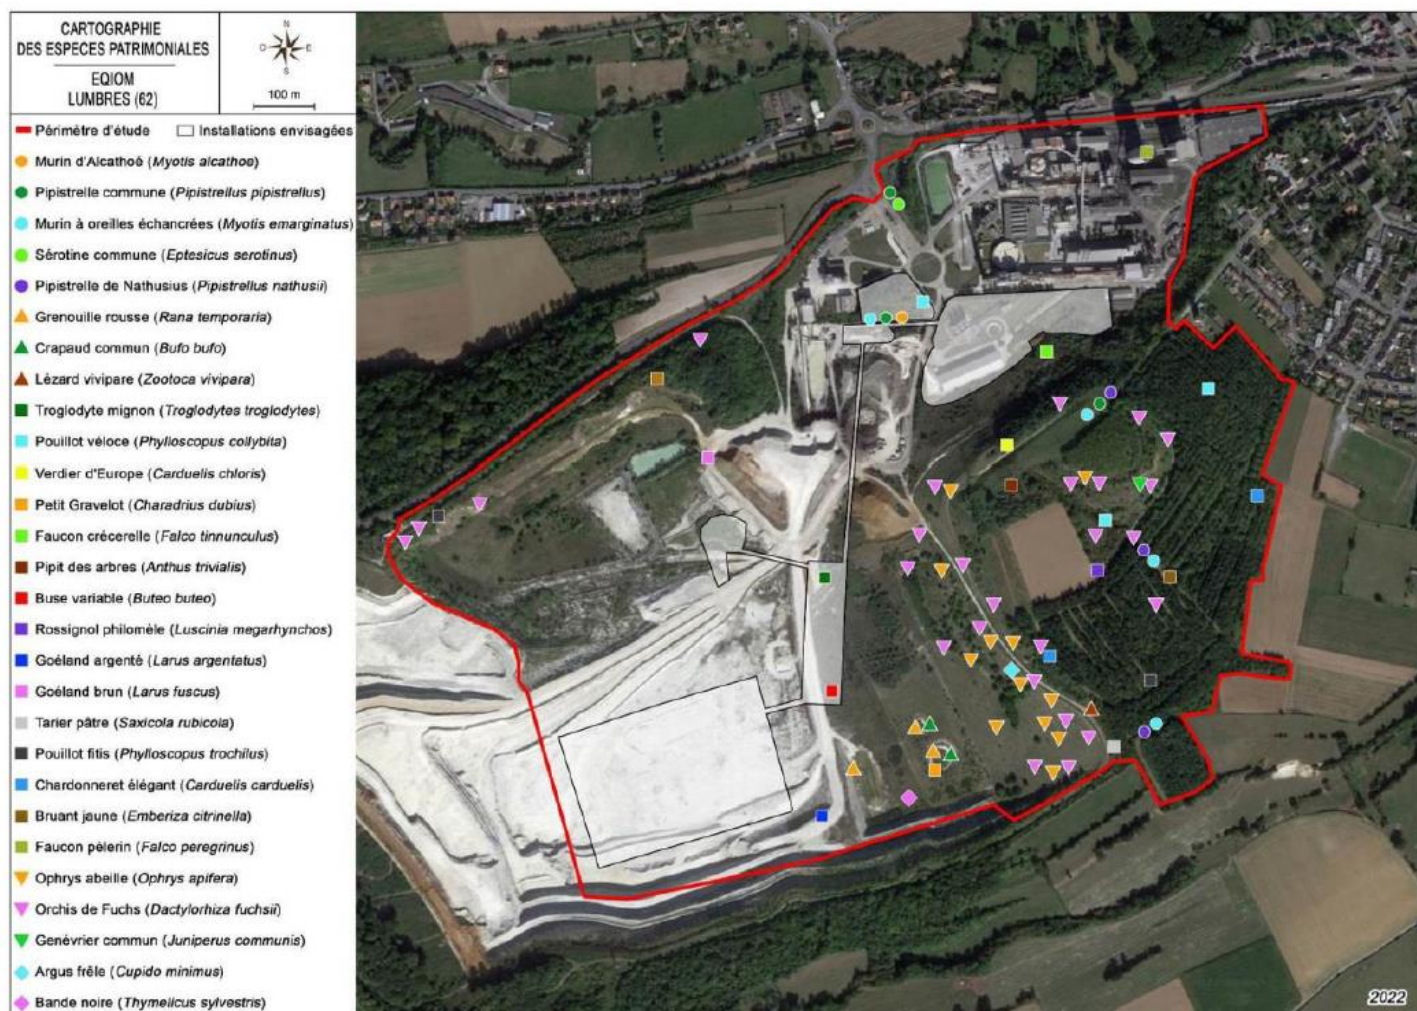 CARTOGRAPHIE
DES ESPECES PATRIMONIALES
EQIOM
LUMBRES (62)
N
O E
S
100 m
Périmètre d'étude Installations envisagées
Murin d'Alcathoé (Myotis alcathoe)
Pipistrelle commune (Pipistrellus pipistrellus)
Murin à oreilles échancrées (Myotis emarginatus)
Sérotine commune (Eptesicus serotinus)
Pipistrelle de Nathusius (Pipistrellus nathusii)
Grenouille rousse (Rana temporaria)
Crapaud commun (Bufo bufo)
Lézard vivipare (Zootoca vivipara)
Troglodyte mignon (Troglodytes troglodytes)
Pouillot véloce (Phylloscopus collybita)
Verdier d'Europe (Carduelis chloris)
Petit Gravelot (Charadrius dubius)
Faucon crécerelle (Falco tinnunculus)
Pipit des arbres (Anthus trivialis)
Buse variable (Buteo buteo)
Rossignol philomèle (Luscinia megarhynchos)
Goéland argenté (Larus argentatus)
Goéland brun (Larus fuscus)
Tarier pâtre (Saxicola rubicola)
Pouillot fitis (Phylloscopus trochilus)
Chardonneret élégant (Carduelis carduelis)
Bruant jaune (Emberiza citrinella)
Faucon pèlerin (Falco peregrinus)
Ophrys abeille (Ophrys apifera)
Orchis de Fuchs (Dactylorhiza fuchsii)
Genévrier commun (Juniperus communis)
Argus frêle (Cupido minimus)
Bande noire (Thymelicus sylvestris)
2022